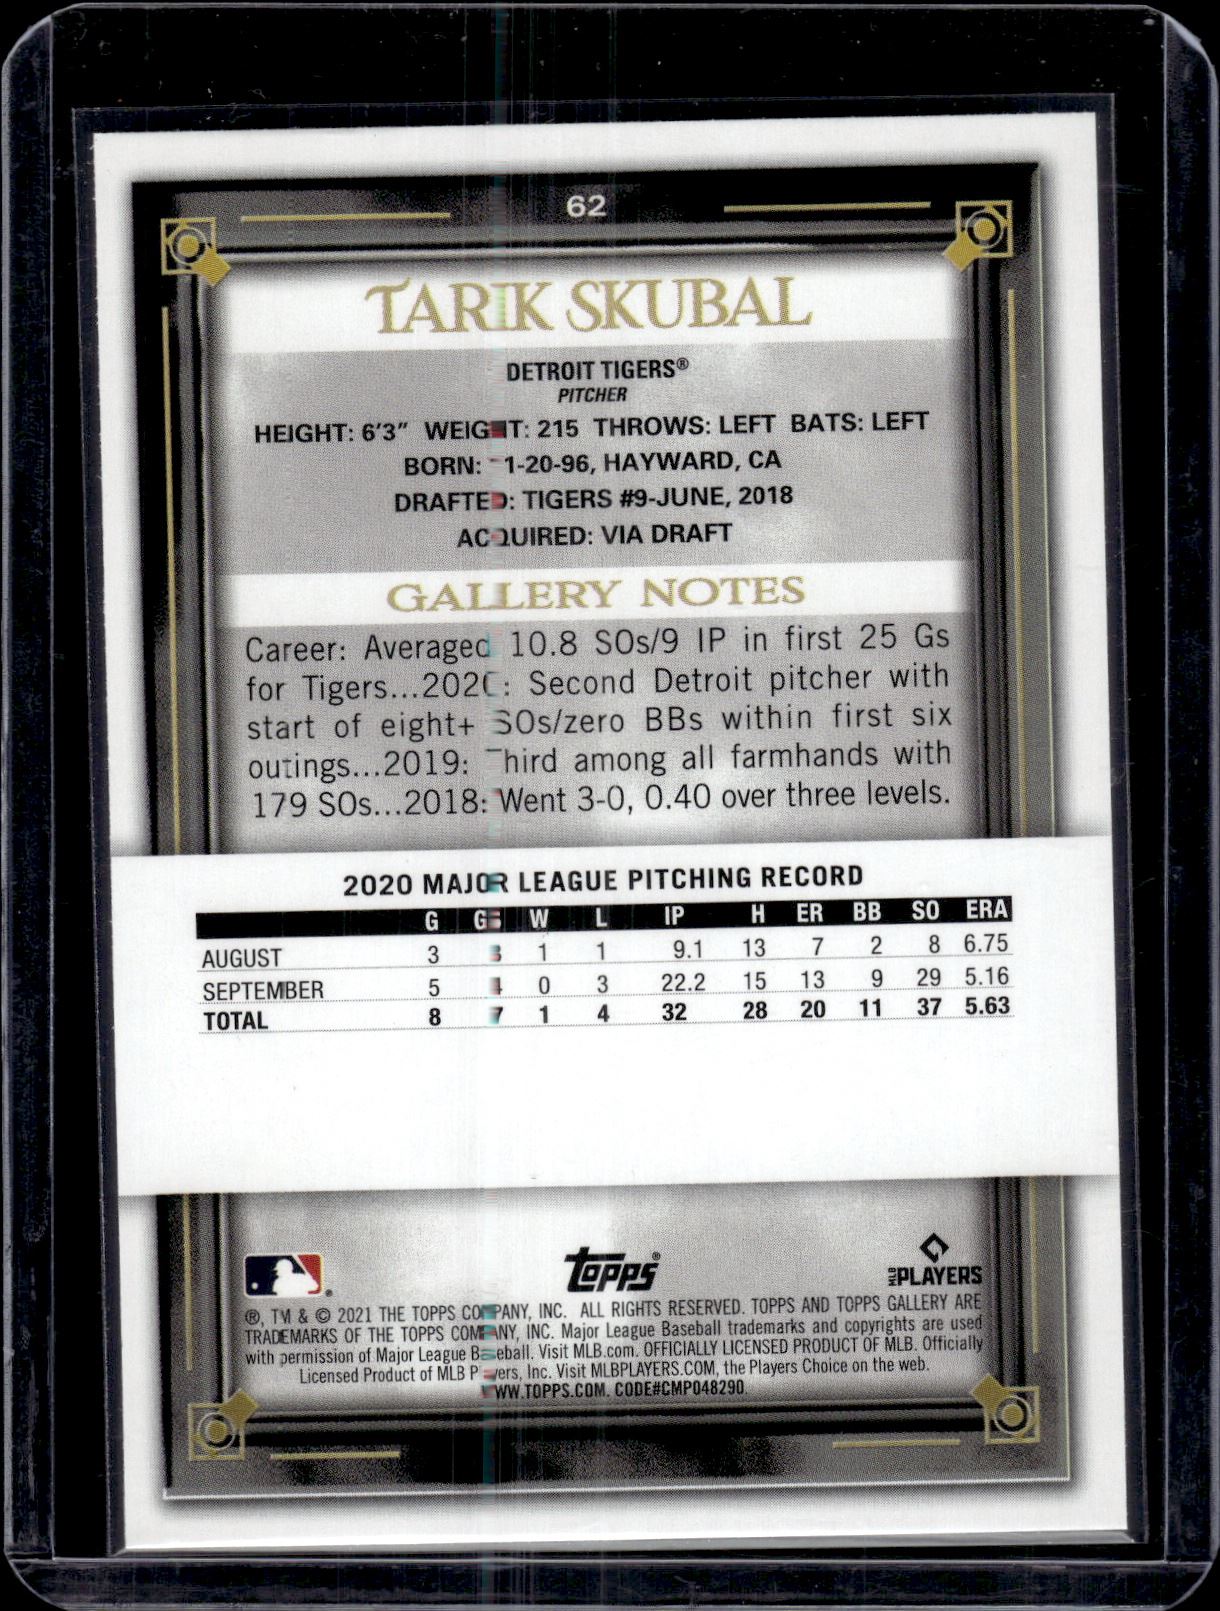 62
TARIK SKUBAL
DETROIT TIGERS®
PITCHER
HEIGHT: 6'3" WEIGHT: 215 THROWS: LEFT BATS: LEFT
BORN: 11-20-96, HAYWARD, CA
DRAFTED: TIGERS #9-JUNE, 2018
ACQUIRED: VIA DRAFT
GALLERY NOTES
Career: Averaged 10.8 SOs/9 IP in first 25 Gs
for Tigers...2020: Second Detroit pitcher with
start of eight+ SOs/zero BBs within first six
outings...2019: Third among all farmhands with
179 SOs...2018: Went 3-0, 0.40 over three levels.
2020 MAJOR LEAGUE PITCHING RECORD
G GS W L IP H ER BB SO ERA
AUGUST 3 3 1 1 9.1 13 7 2 8 6.75
SEPTEMBER 5 4 0 3 22.2 15 13 9 29 5.16
TOTAL 8 7 1 4 32 28 20 11 37 5.63
topps®
MLB PLAYERS
®, TM & © 2021 THE TOPPS COMPANY, INC. ALL RIGHTS RESERVED. TOPPS AND TOPPS GALLERY ARE
TRADEMARKS OF THE TOPPS COMPANY, INC. Major League Baseball trademarks and copyrights are used
with permission of Major League Baseball. Visit MLB.com. OFFICIALLY LICENSED PRODUCT OF MLB. Officially
Licensed Product of MLB Players, Inc. Visit MLBPLAYERS.COM, the Players Choice on the web.
WWW.TOPPS.COM. CODE#CMP048290